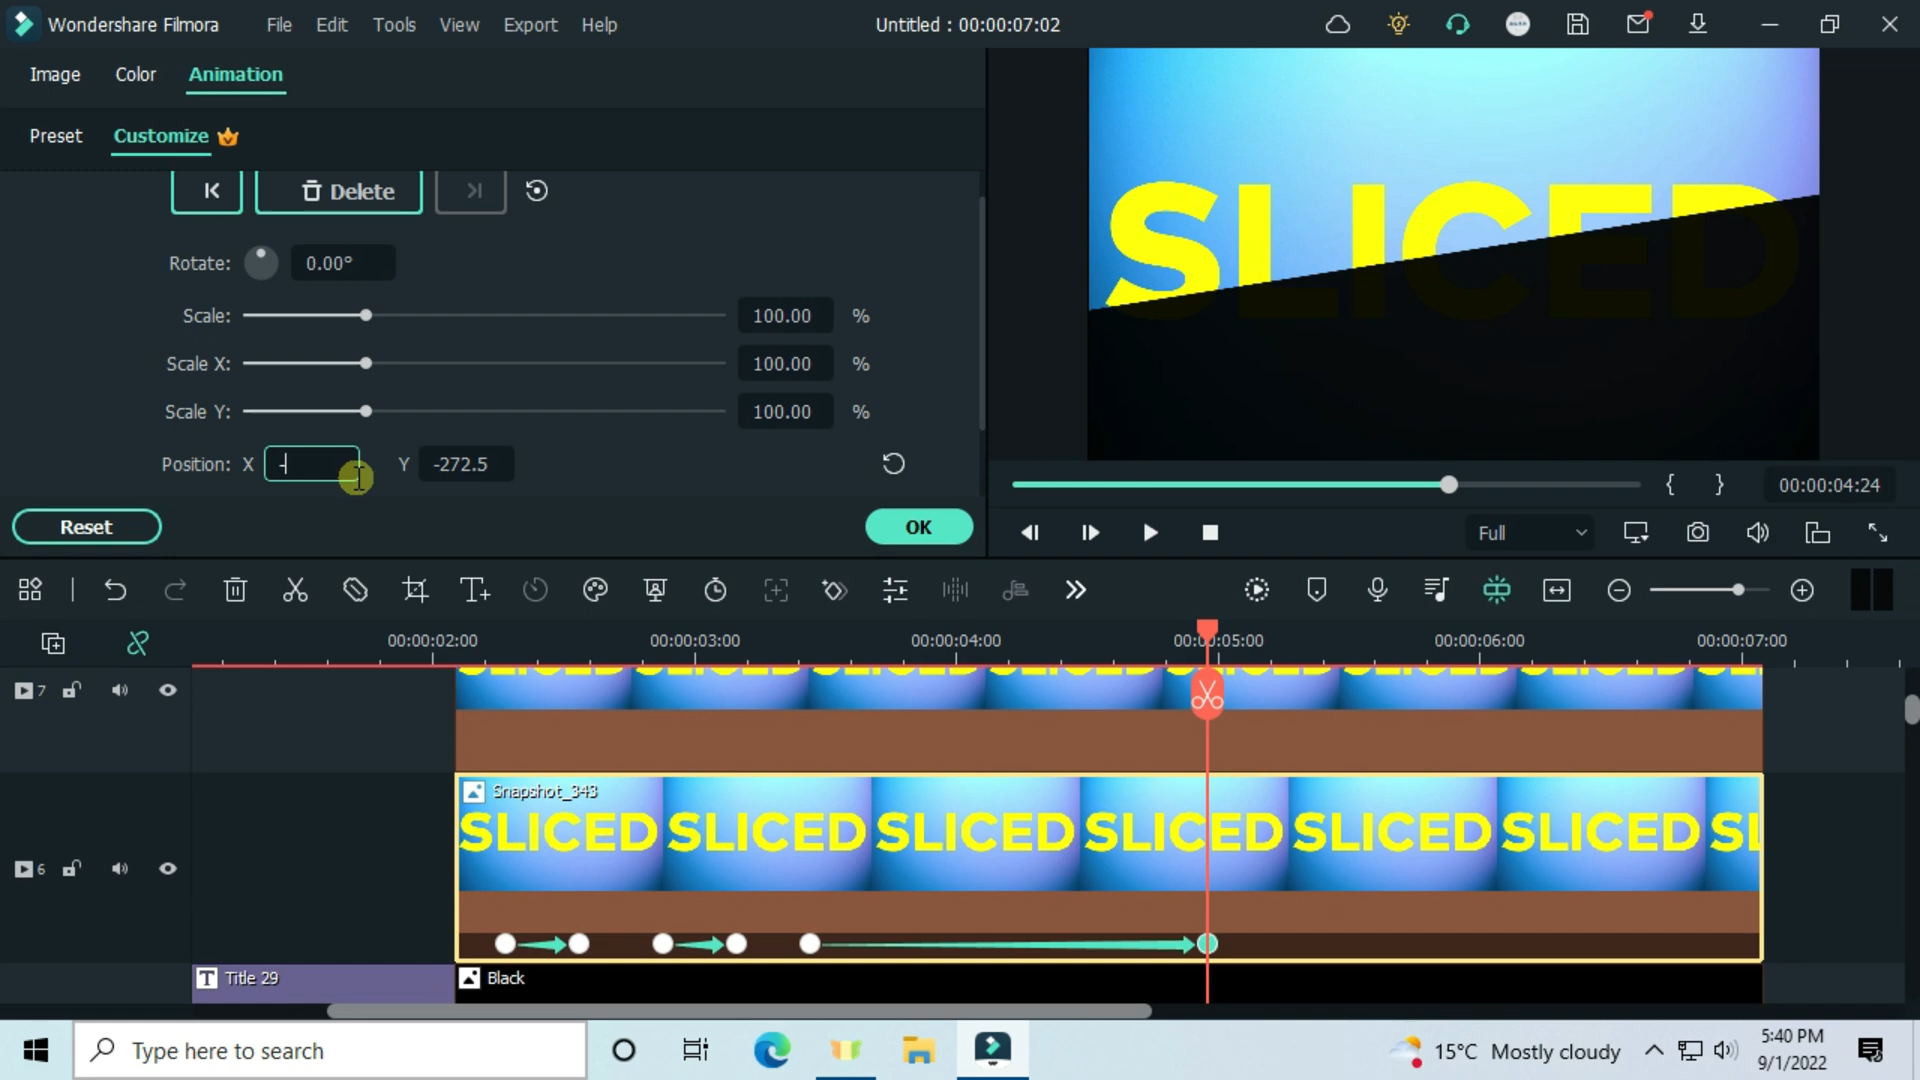 Wondershare Filmora File Edit Tools View Export Help Untitled : 00:00:07:02
Image Color Animation
Preset Customize
Delete
Rotate: 0.00°
Scale: 100.00 %
Scale X: 100.00 %
Scale Y: 100.00 %
Position: X - Y -272.5
Reset OK
SLICED
{ } 00:00:04:24
Full
00:00:02:00 00:00:03:00 00:00:04:00 00:00:05:00 00:00:06:00 00:00:07:00
7
Snapshot_343
SLICED SLICED SLICED SLICED SLICED SLICED SL
6
Title 29 Black
Type here to search
15°C Mostly cloudy
5:40 PM
9/1/2022